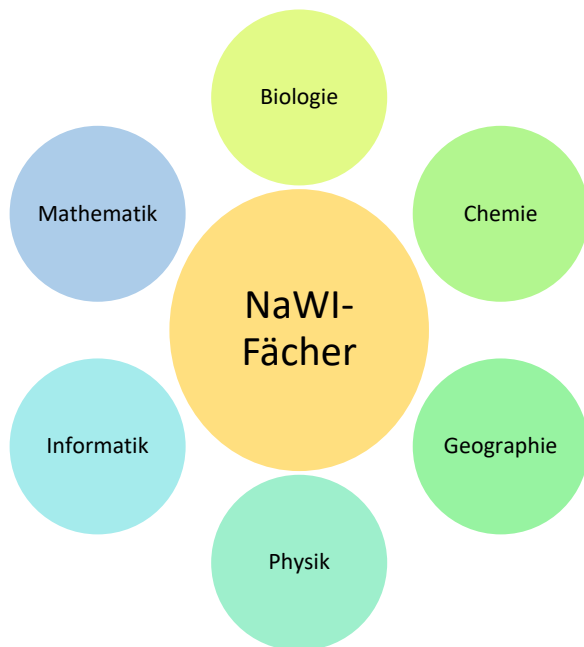 Biologie
Mathematik
Chemie
NaWI-
Fächer
Informatik
Geographie
Physik